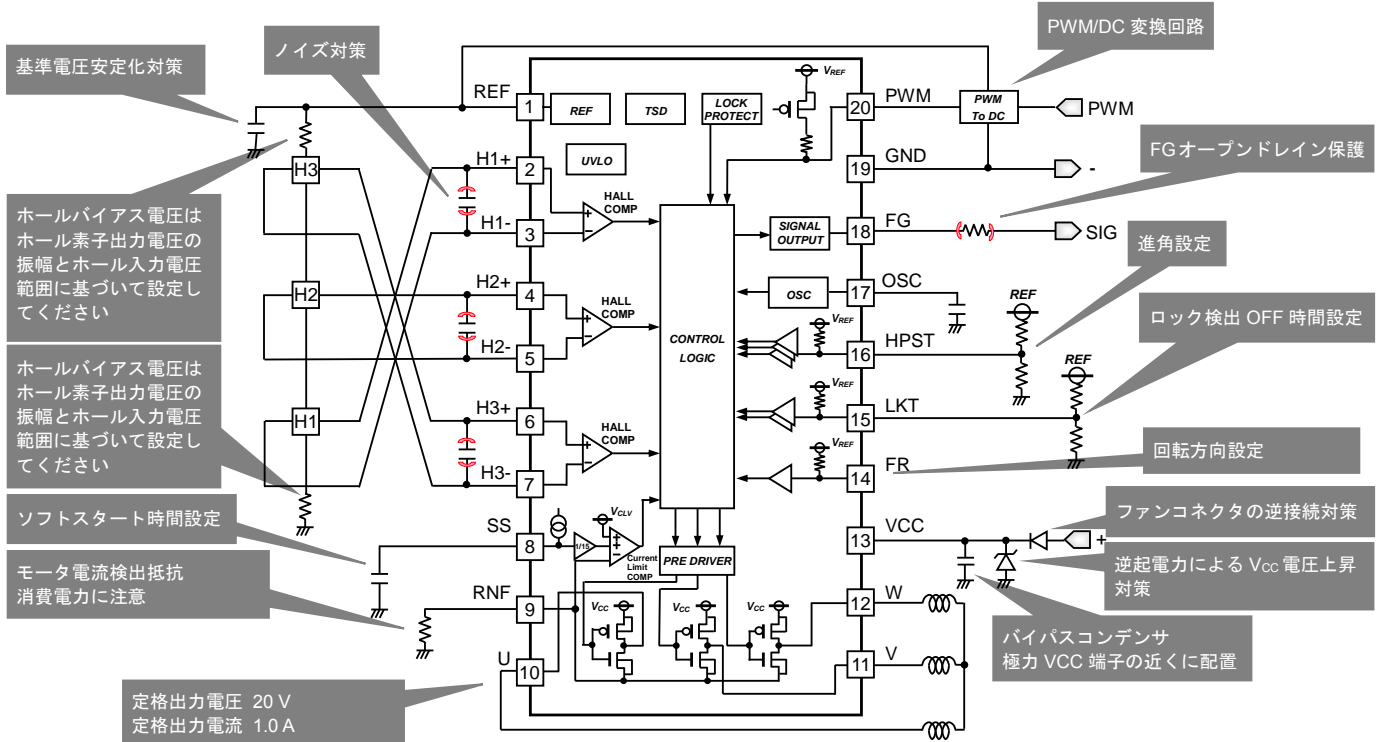 PWM/DC 変換回路
ノイズ対策
基準電圧安定化対策
REF
1
REF
TSD
LOCK
PROTECT
VREF
20
PWM
PWM
To DC
PWM
UVLO
19
GND
-
FGオープンドレイン保護
H1+
2
H3
HALL
COMP
+
−
H1-
3
ホールバイアス電圧は
ホール素子出力電圧の
振幅とホール入力電圧
範囲に基づいて設定し
てください
SIGNAL
OUTPUT
18
FG
SIG
進角設定
H2
H2+
4
HALL
COMP
+
−
H2-
5
OSC
17
OSC
REF
ロック検出 OFF 時間設定
CONTROL
LOGIC
VREF
16
HPST
REF
ホールバイアス電圧は
ホール素子出力電圧の
振幅とホール入力電圧
範囲に基づいて設定し
てください
H1
H3+
6
HALL
COMP
+
−
H3-
7
VREF
15
LKT
VREF
14
FR
回転方向設定
ソフトスタート時間設定
SS
8
1/15
VCLV
+
+
−
Current
Limit
COMP
PRE DRIVER
13
VCC
+
ファンコネクタの逆接続対策
逆起電力による VCC 電圧上昇
対策
モータ電流検出抵抗
消費電力に注意
RNF
9
VCC
VCC
VCC
12
W
バイパスコンデンサ
極力 VCC 端子の近くに配置
U
10
11
V
定格出力電圧 20 V
定格出力電流 1.0 A